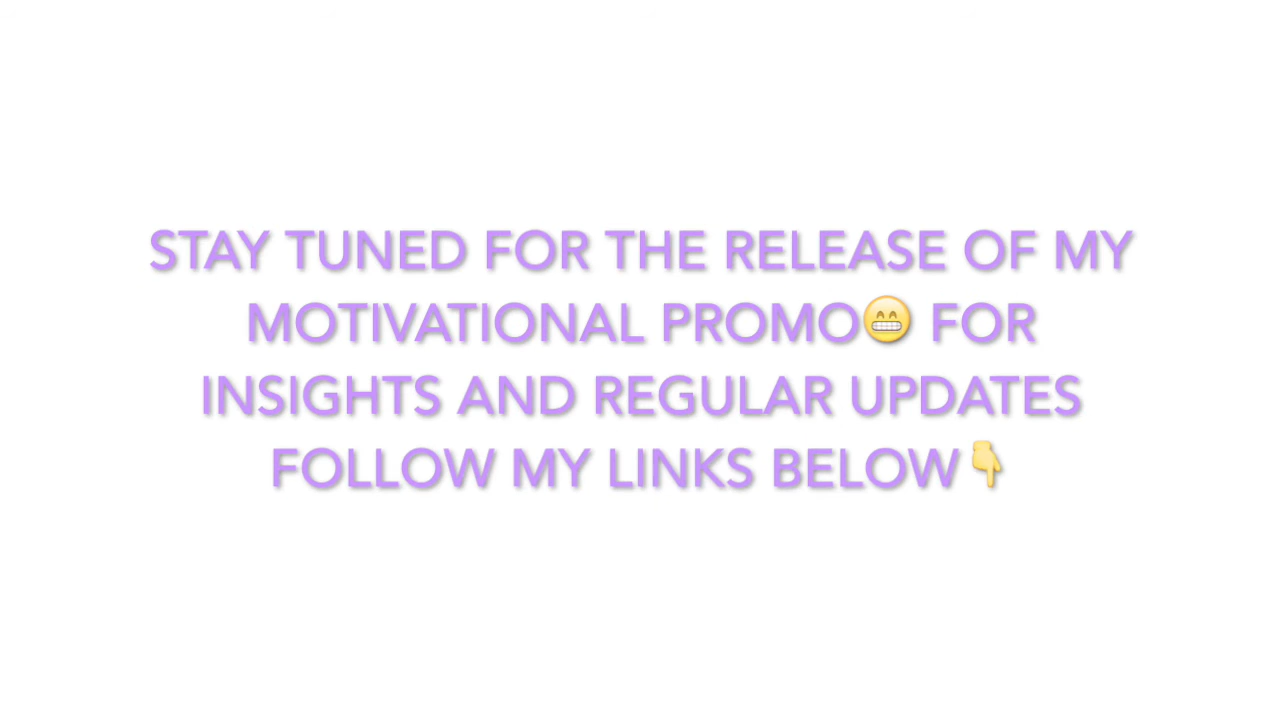 STAY TUNED FOR THE RELEASE OF MY
MOTIVATIONAL PROMO😁 FOR
INSIGHTS AND REGULAR UPDATES
FOLLOW MY LINKS BELOW👇